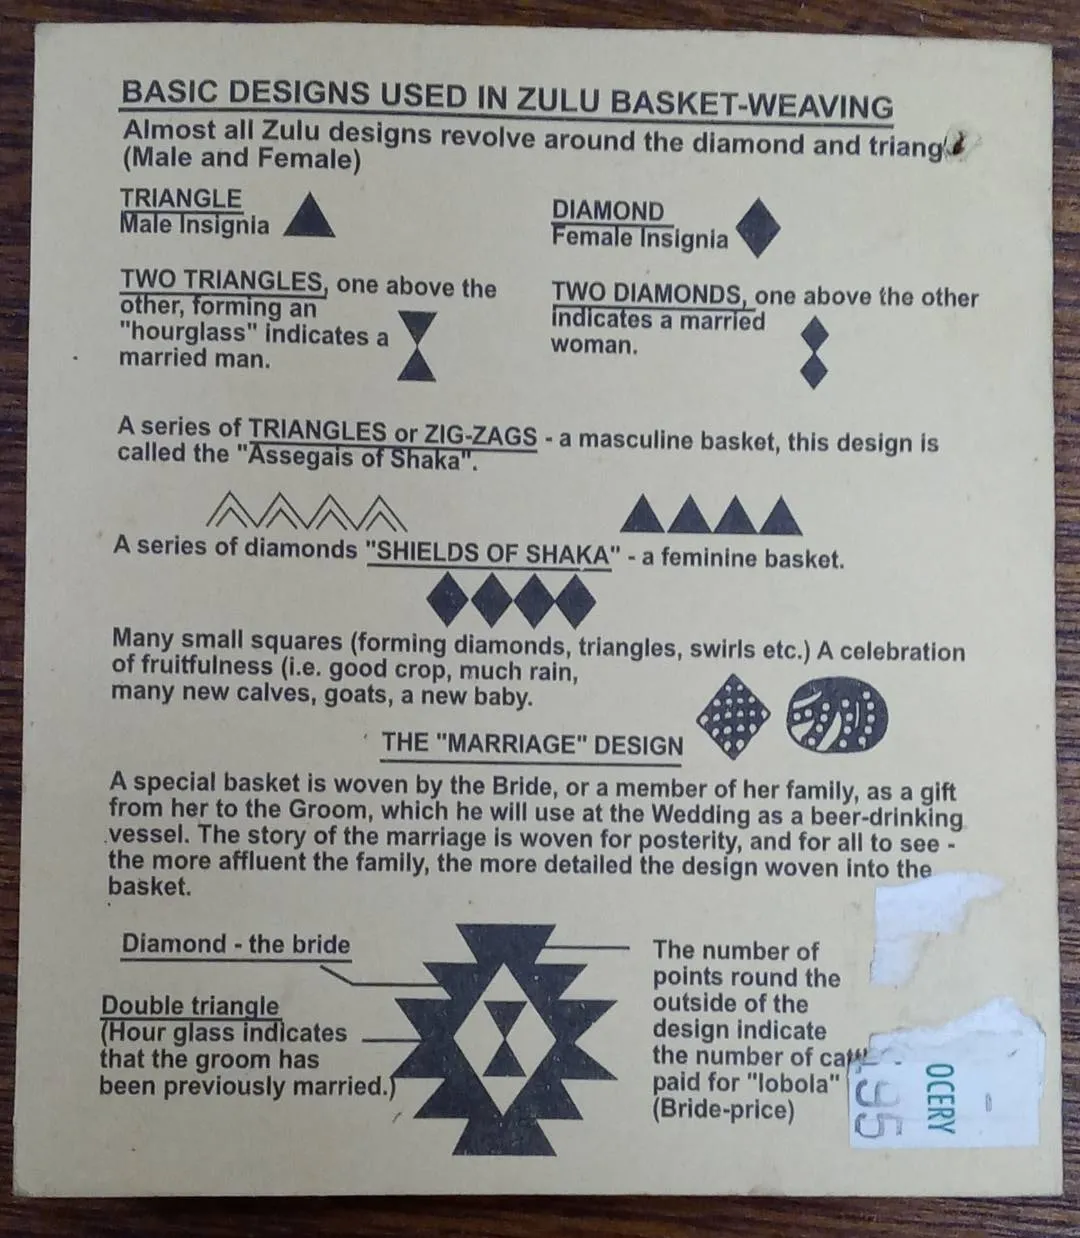 BASIC DESIGNS USED IN ZULU BASKET-WEAVING
Almost all Zulu designs revolve around the diamond and triang
(Male and Female)
TRIANGLE
Male Insignia
DIAMOND
Female Insignia
TWO TRIANGLES, one above the
other, forming an
"hourglass" indicates a
married man.
TWO DIAMONDS, one above the other
indicates a married
woman.
A series of TRIANGLES or ZIG-ZAGS - a masculine basket, this design is
called the "Assegais of Shaka".
A series of diamonds "SHIELDS OF SHAKA" - a feminine basket.
Many small squares (forming diamonds, triangles, swirls etc.) A celebration
of fruitfulness (i.e. good crop, much rain,
many new calves, goats, a new baby.
THE "MARRIAGE" DESIGN
A special basket is woven by the Bride, or a member of her family, as a gift
from her to the Groom, which he will use at the Wedding as a beer-drinking
vessel. The story of the marriage is woven for posterity, and for all to see -
the more affluent the family, the more detailed the design woven into the
basket.
Diamond - the bride
Double triangle
(Hour glass indicates
that the groom has
been previously married.)
The number of
points round the
outside of the
design indicate
the number of
paid for "lobola"
(Bride-price)
OCERY
.95